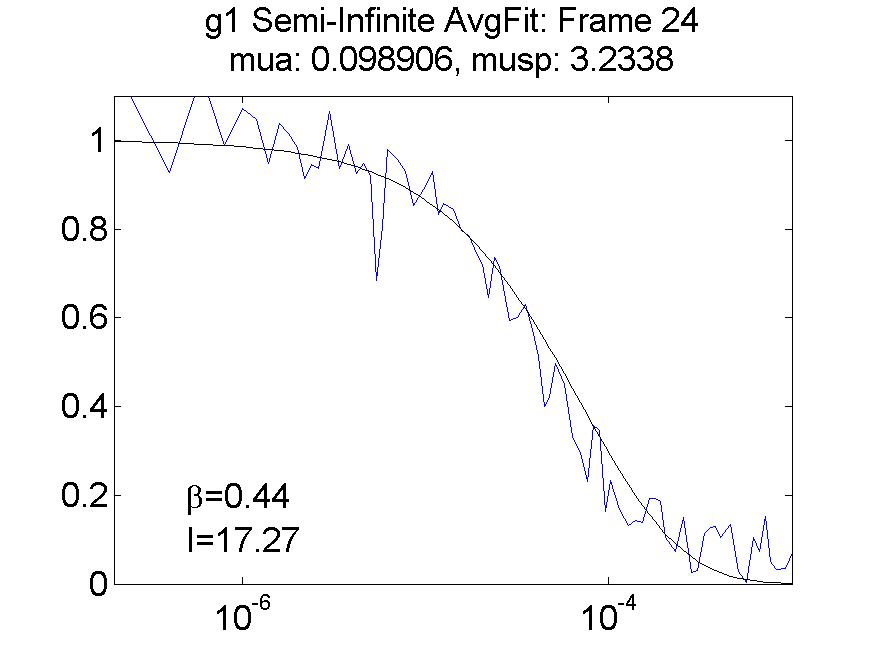 g1 Semi-Infinite AvgFit: Frame 24
mua: 0.098906, musp: 3.2338
1
0.8
0.6
0.4
0.2
0
β=0.44
I=17.27
10^-6
10^-4